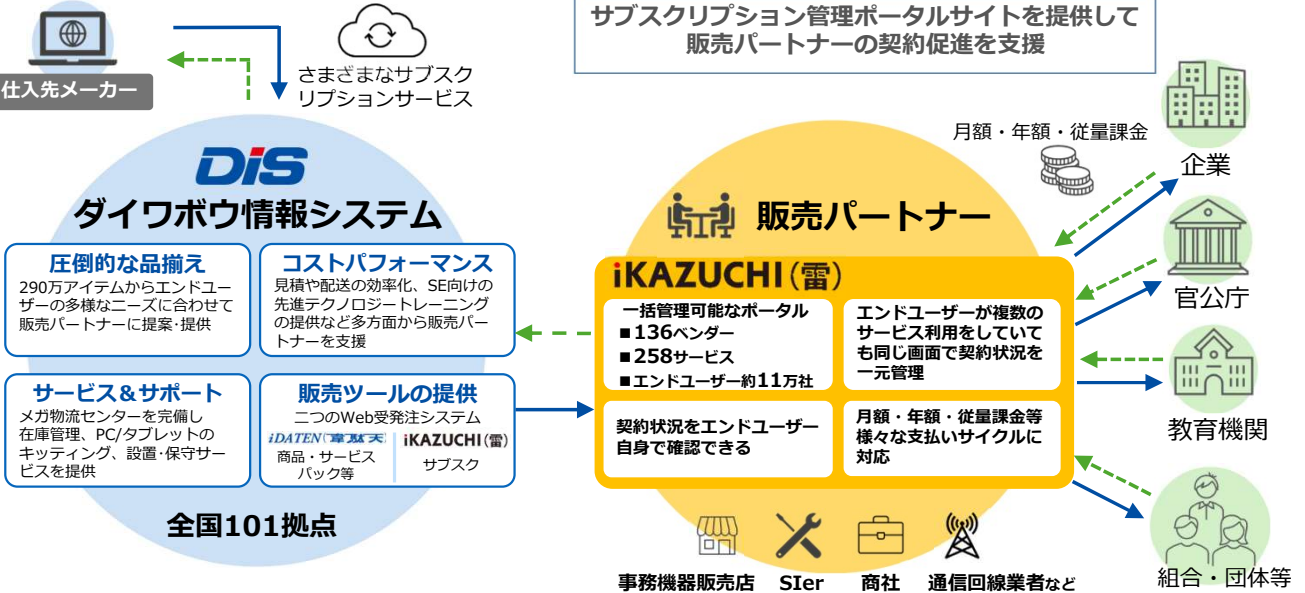 サブスクリプション管理ポータルサイトを提供して
販売パートナーの契約促進を支援
仕入先メーカー
さまざまなサブスク
リプションサービス
DiS
ダイワボウ情報システム
圧倒的な品揃え
290万アイテムからエンドユー
ザーの多様なニーズに合わせて
販売パートナーに提案・提供
コストパフォーマンス
見積や配送の効率化、SE向けの
先進テクノロジートレーニング
の提供など多方面から販売パー
トナーを支援
サービス&サポート
メガ物流センターを完備し
在庫管理、PC/タブレットの
キッティング、設置・保守サー
ビスを提供
販売ツールの提供
二つのWeb受発注システム
iDATEN(韋駄天)
商品・サービス
パック等
iKAZUCHI(雷)
サブスク
全国101拠点
販売パートナー
iKAZUCHI(雷)
一括管理可能なポータル
■136ベンダー
■258サービス
■エンドユーザー約11万社
エンドユーザーが複数の
サービス利用をしていて
も同じ画面で契約状況を
一元管理
契約状況をエンドユーザー
自身で確認できる
月額・年額・従量課金等
様々な支払いサイクルに
対応
事務機器販売店
SIer
商社
通信回線業者など
月額・年額・従量課金
企業
官公庁
教育機関
組合・団体等